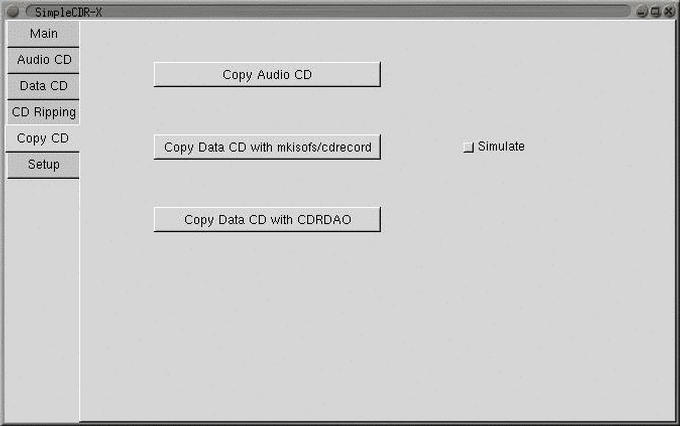 SimpleCDR-X
Main
Audio CD
Data CD
CD Ripping
Copy CD
Setup
Copy Audio CD
Copy Data CD with mkisofs/cdrecord
Simulate
Copy Data CD with CDRDAO